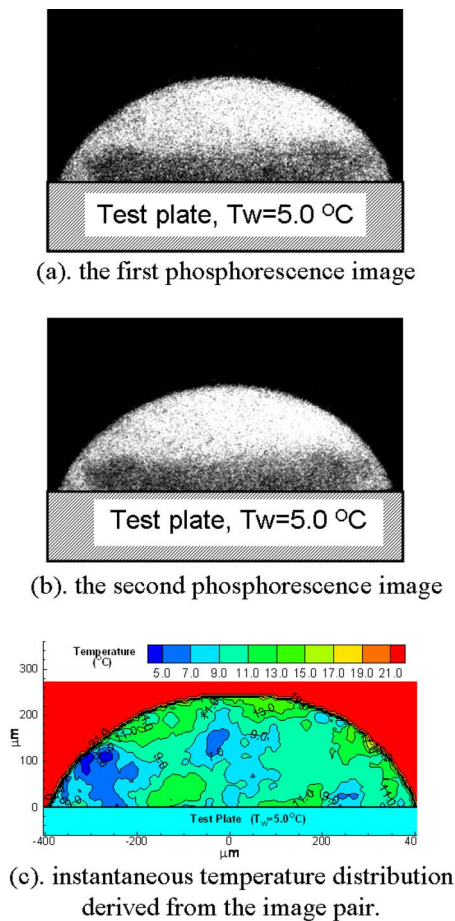 Test plate, Tw=5.0 °C
(a). the first phosphorescence image
Test plate, Tw=5.0 °C
(b). the second phosphorescence image
Temperature
(°C)
5.0 7.0 9.0 11.0 13.0 15.0 17.0 19.0 21.0
300
200
100
0
μm
Test Plate (Tw=5.0°C)
-400 -200 0 200 40
μm
(c). instantaneous temperature distribution
derived from the image pair.